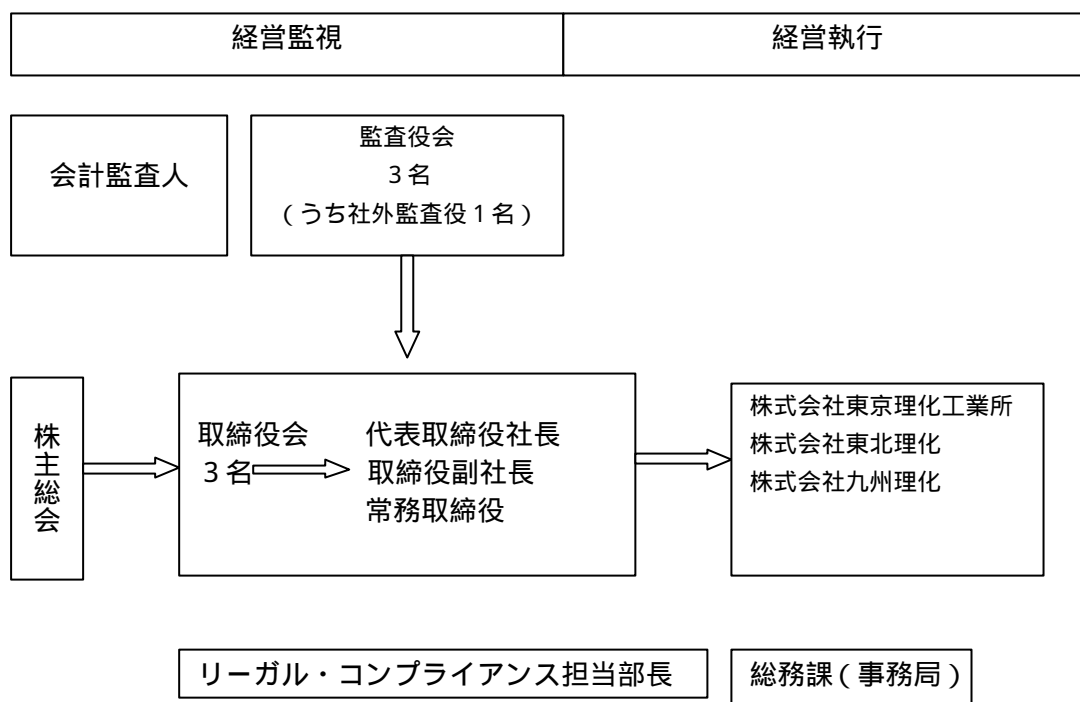 経営監視
経営執行
会計監査人
監査役会
3名
(うち社外監査役1名)
株主総会
取締役会
3名
代表取締役社長
取締役副社長
常務取締役
株式会社東京理化工業所
株式会社東北理化
株式会社九州理化
リーガル・コンプライアンス担当部長
総務課(事務局)